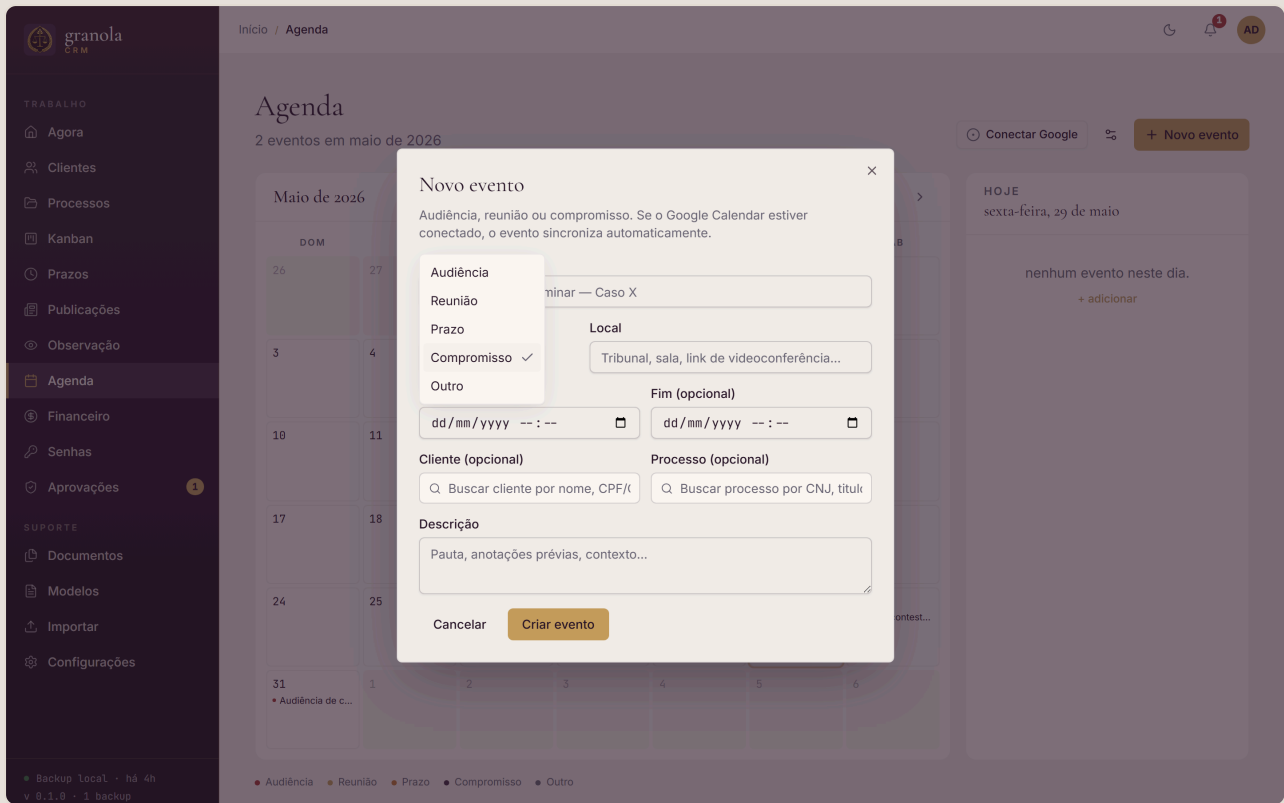 granola
CRM
TRABALHO
Agora
Clientes
Processos
Kanban
Prazos
Publicações
Observação
Agenda
Financeiro
Senhas
Aprovações 1
SUPORTE
Documentos
Modelos
Importar
Configurações
Backup local · há 4h
v 0.1.0 · 1 backup
Início / Agenda
1
AD
Agenda
2 eventos em maio de 2026
Conectar Google
+ Novo evento
Maio de 2026
DOM
26 27
3 4
10 11
17 18
24 25
31 1 2 3 4 5 6
Audiência de c...
ontest...
Audiência Reunião Prazo Compromisso Outro
HOJE
sexta-feira, 29 de maio
nenhum evento neste dia.
+ adicionar
Novo evento
Audiência, reunião ou compromisso. Se o Google Calendar estiver
conectado, o evento sincroniza automaticamente.
Audiência
Reunião
Prazo
Compromisso
Outro
minar — Caso X
Local
Tribunal, sala, link de videoconferência...
Fim (opcional)
dd/mm/yyyy --:-- dd/mm/yyyy --:--
Cliente (opcional) Processo (opcional)
Buscar cliente por nome, CPF/C Buscar processo por CNJ, título
Descrição
Pauta, anotações prévias, contexto...
Cancelar Criar evento